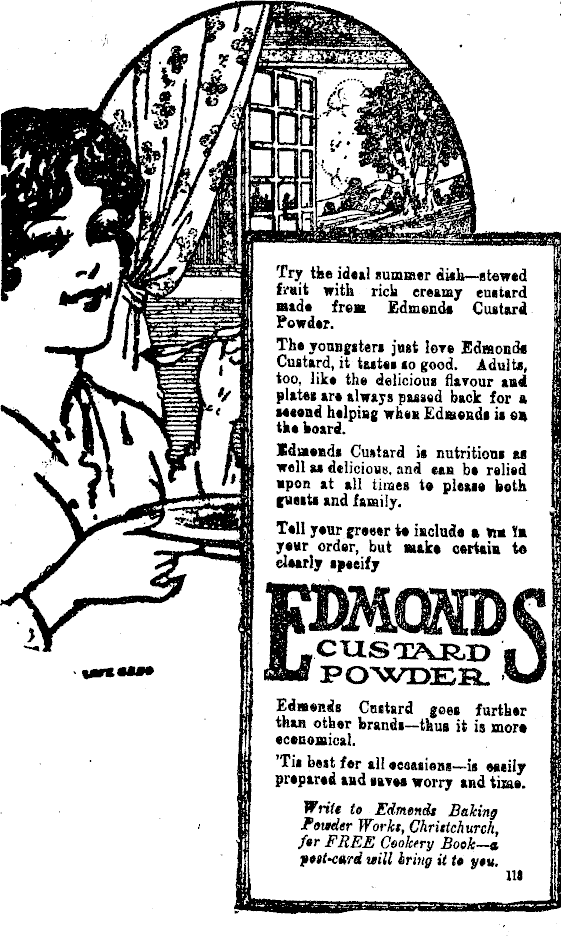 Try the ideal summer dish—stewed
fruit with rich creamy custard
made from Edmonds Custard
Powder.
The youngsters just love Edmonds
Custard, it tastes so good. Adults,
too, like the delicious flavour and
plates are always passed back for a
second helping when Edmonds is on
the board.
Edmonds Custard is nutritious as
well as delicious, and can be relied
upon at all times to please both
guests and family.
Tell your grocer to include a tin in
your order, but make certain to
clearly specify
EDMONDS
CUSTARD
POWDER
Edmonds Custard goes further
than other brands—thus it is more
economical.
'Tis best for all occasions—is easily
prepared and saves worry and time.
Write to Edmonds Baking
Powder Works, Christchurch,
for FREE Cookery Book—a
post-card will bring it to you.
118